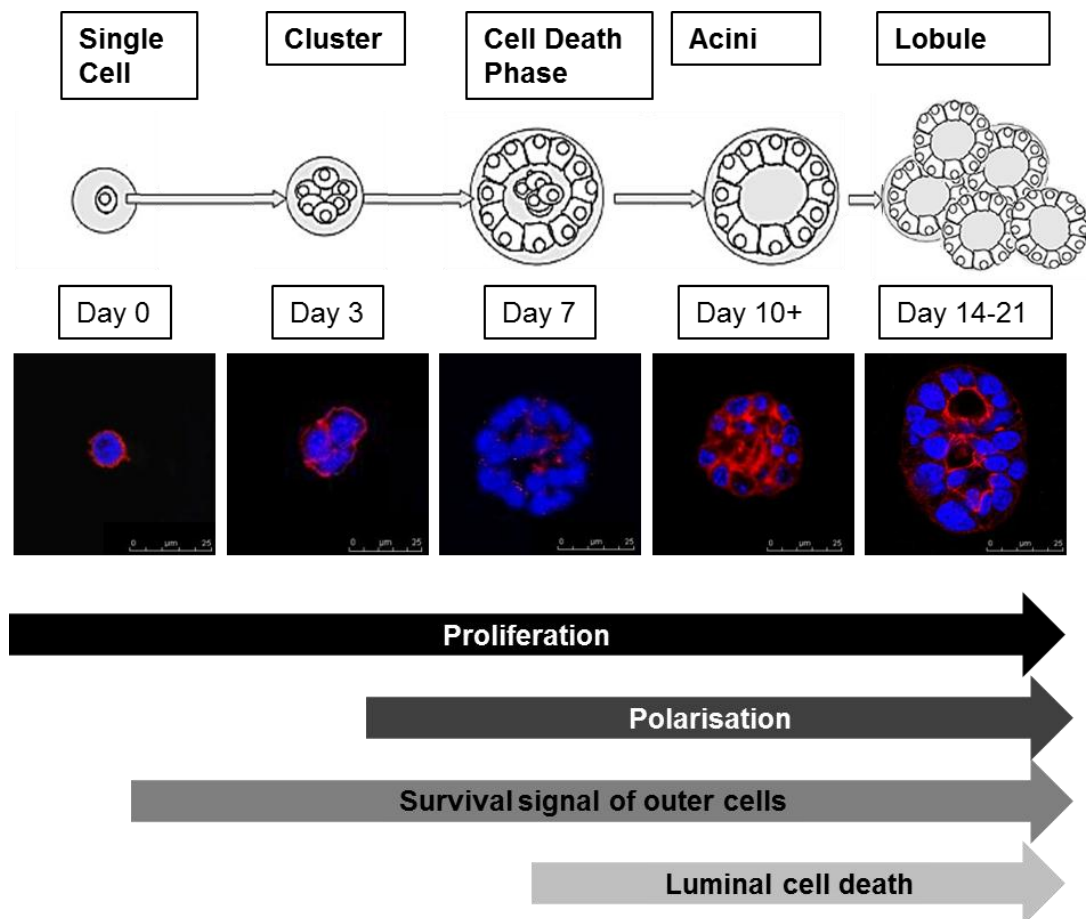 Single
Cell
Cluster
Cell Death
Phase
Acini
Lobule
Day 0
Day 3
Day 7
Day 10+
Day 14-21
0 µm 25
0 µm 25
0 µm 25
0 µm 25
0 µm 25
Proliferation
Polarisation
Survival signal of outer cells
Luminal cell death